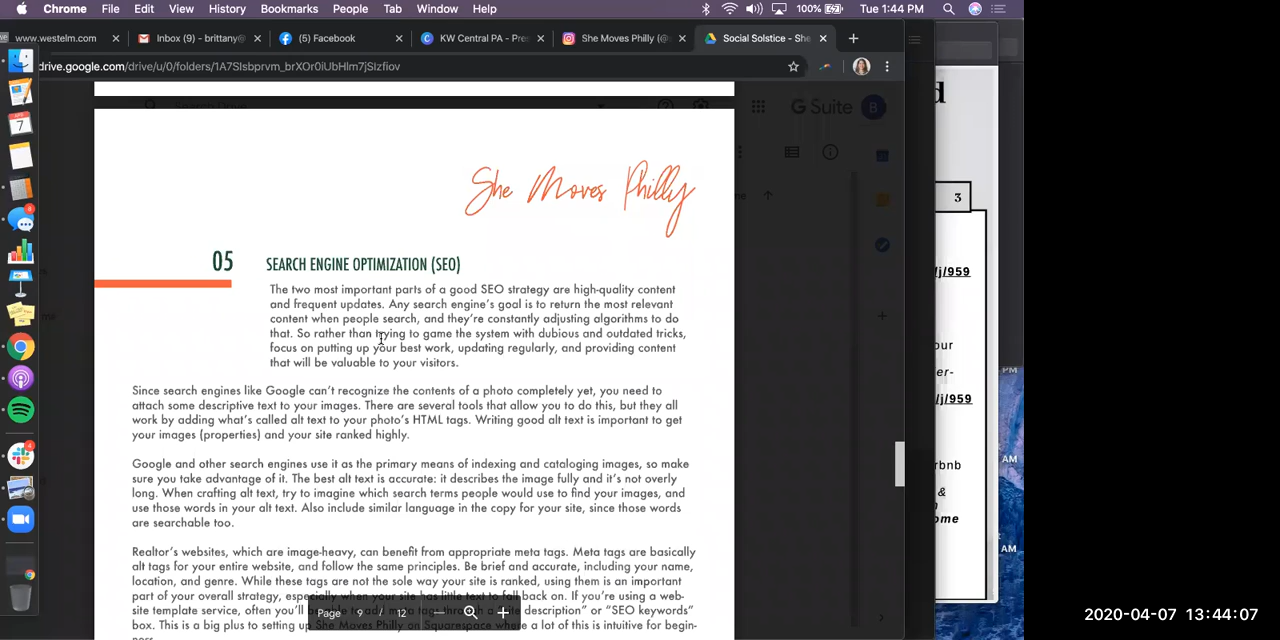 Chrome File Edit View History Bookmarks People Tab Window Help 100% Tue 1:44 PM
www.westelm.com Inbox (9) - brittany@ (5) Facebook KW Central PA - Pres She Moves Philly (@s Social Solstice - She
drive.google.com/drive/u/0/folders/1A7SIsbprvm_brXOr0iUbHlm7jSizfiov
G Suite B
She Moves Philly
05 SEARCH ENGINE OPTIMIZATION (SEO)
The two most important parts of a good SEO strategy are high-quality content
and frequent updates. Any search engine's goal is to return the most relevant
content when people search, and they're constantly adjusting algorithms to do
that. So rather than trying to game the system with dubious and outdated tricks,
focus on putting up your best work, updating regularly, and providing content
that will be valuable to your visitors.
Since search engines like Google can't recognize the contents of a photo completely yet, you need to
attach some descriptive text to your images. There are several tools that allow you to do this, but they all
work by adding what's called alt text to your photo's HTML tags. Writing good alt text is important to get
your images (properties) and your site ranked highly.
Google and other search engines use it as the primary means of indexing and cataloging images, so make
sure you take advantage of it. The best alt text is accurate: it describes the image fully and it's not overly
long. When crafting alt text, try to imagine which search terms people would use to find your images, and
use those words in your alt text. Also include similar language in the copy for your site, since those words
are searchable too.
Realtor's websites, which are image-heavy, can benefit from appropriate meta tags. Meta tags are basically
alt tags for your entire website, and follow the same principles. Be brief and accurate, including your name,
location, and genre. While these tags are not the sole way your site is ranked, using them is an important
part of your overall strategy, especially when your site has little text to fall back on. If you're using a web-
site template service, often you'll be able to add meta tags through a "site description" or "SEO keywords"
box. This is a big plus to setting up She Moves Philly on Squarespace where a lot of this is intuitive for begin-
ners.
Page 9 / 12
d
3
/j/959
our
er-
/j/959
rbnb
&
ome
PM
AM
AM
2020-04-07 13:44:07